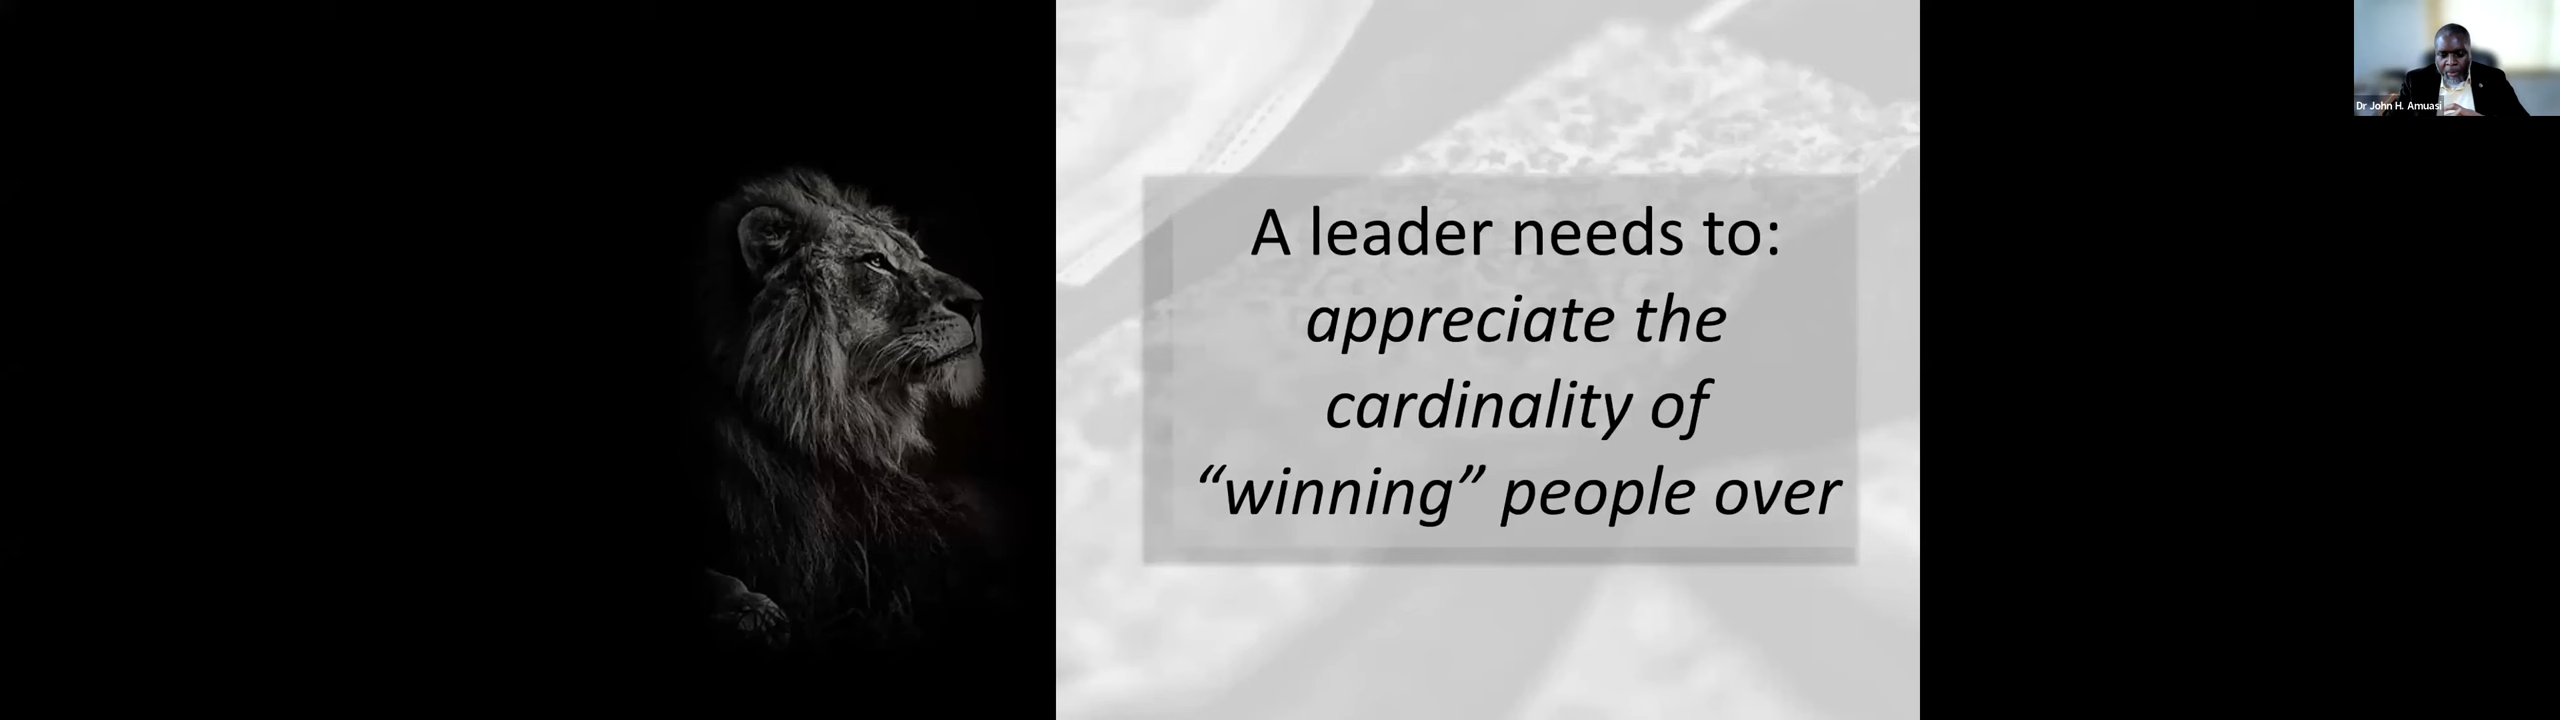 A leader needs to:
appreciate the
cardinality of
“winning” people over
Dr John H. Amuasi